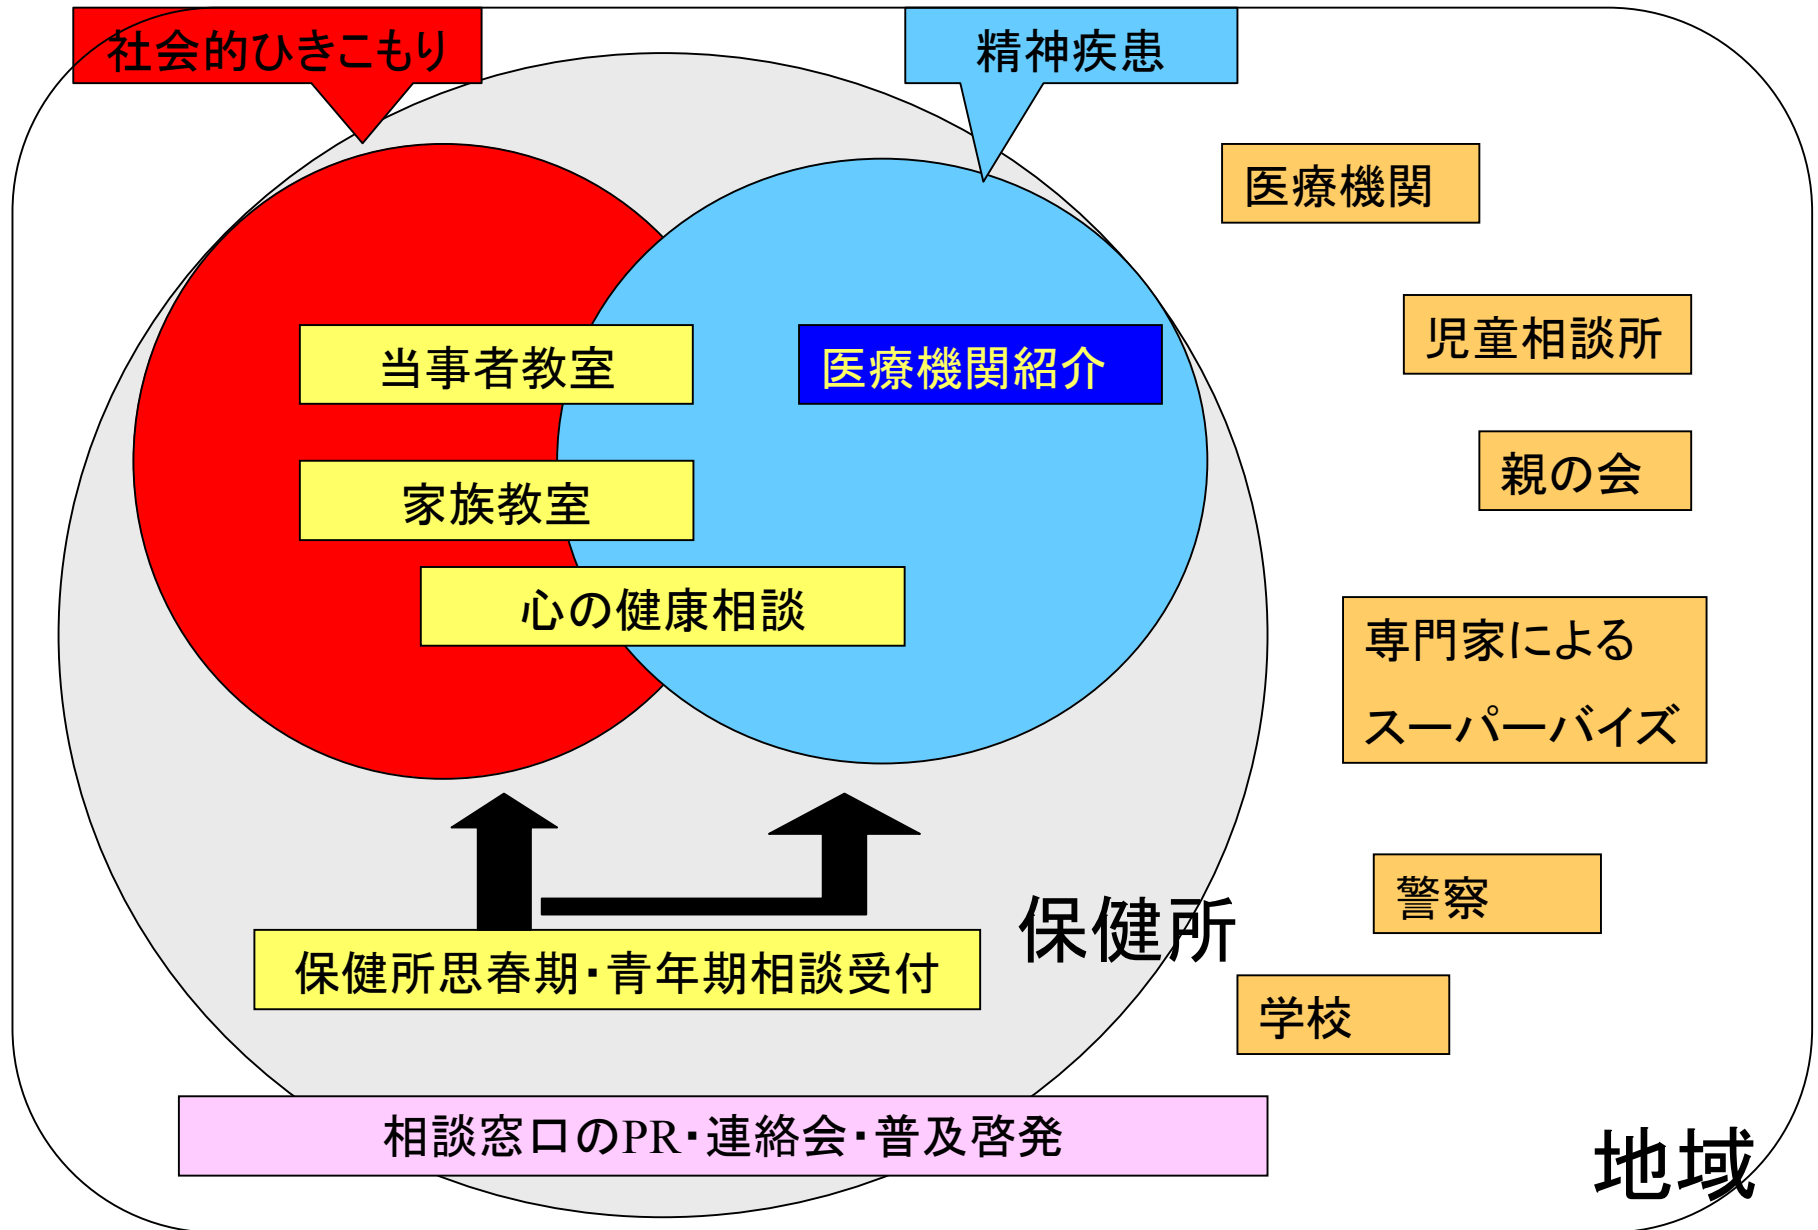 社会的ひきこもり
精神疾患
医療機関
児童相談所
当事者教室
医療機関紹介
親の会
家族教室
心の健康相談
専門家による
スーパーバイズ
警察
保健所
保健所思春期・青年期相談受付
学校
相談窓口のPR・連絡会・普及啓発
地域